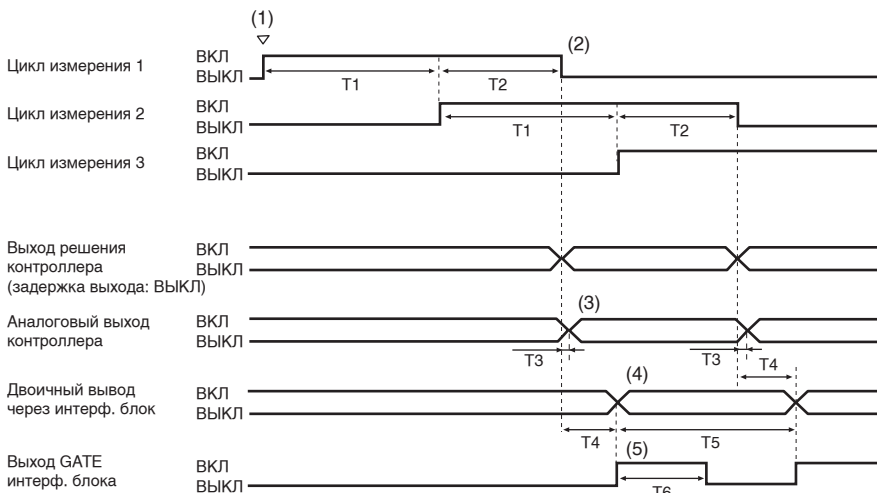 (1)
Цикл измерения 1
ВКЛ
ВЫКЛ
T1
T2
(2)
Цикл измерения 2
ВКЛ
ВЫКЛ
T1
T2
Цикл измерения 3
ВКЛ
ВЫКЛ
Выход решения
контроллера
(задержка выхода: ВЫКЛ)
ВКЛ
ВЫКЛ
Аналоговый выход
контроллера
ВКЛ
ВЫКЛ
(3)
T3
T3
T4
Двоичный вывод
через интерф. блок
ВКЛ
ВЫКЛ
(4)
T4
T5
Выход GATE
интерф. блока
ВКЛ
ВЫКЛ
(5)
T6